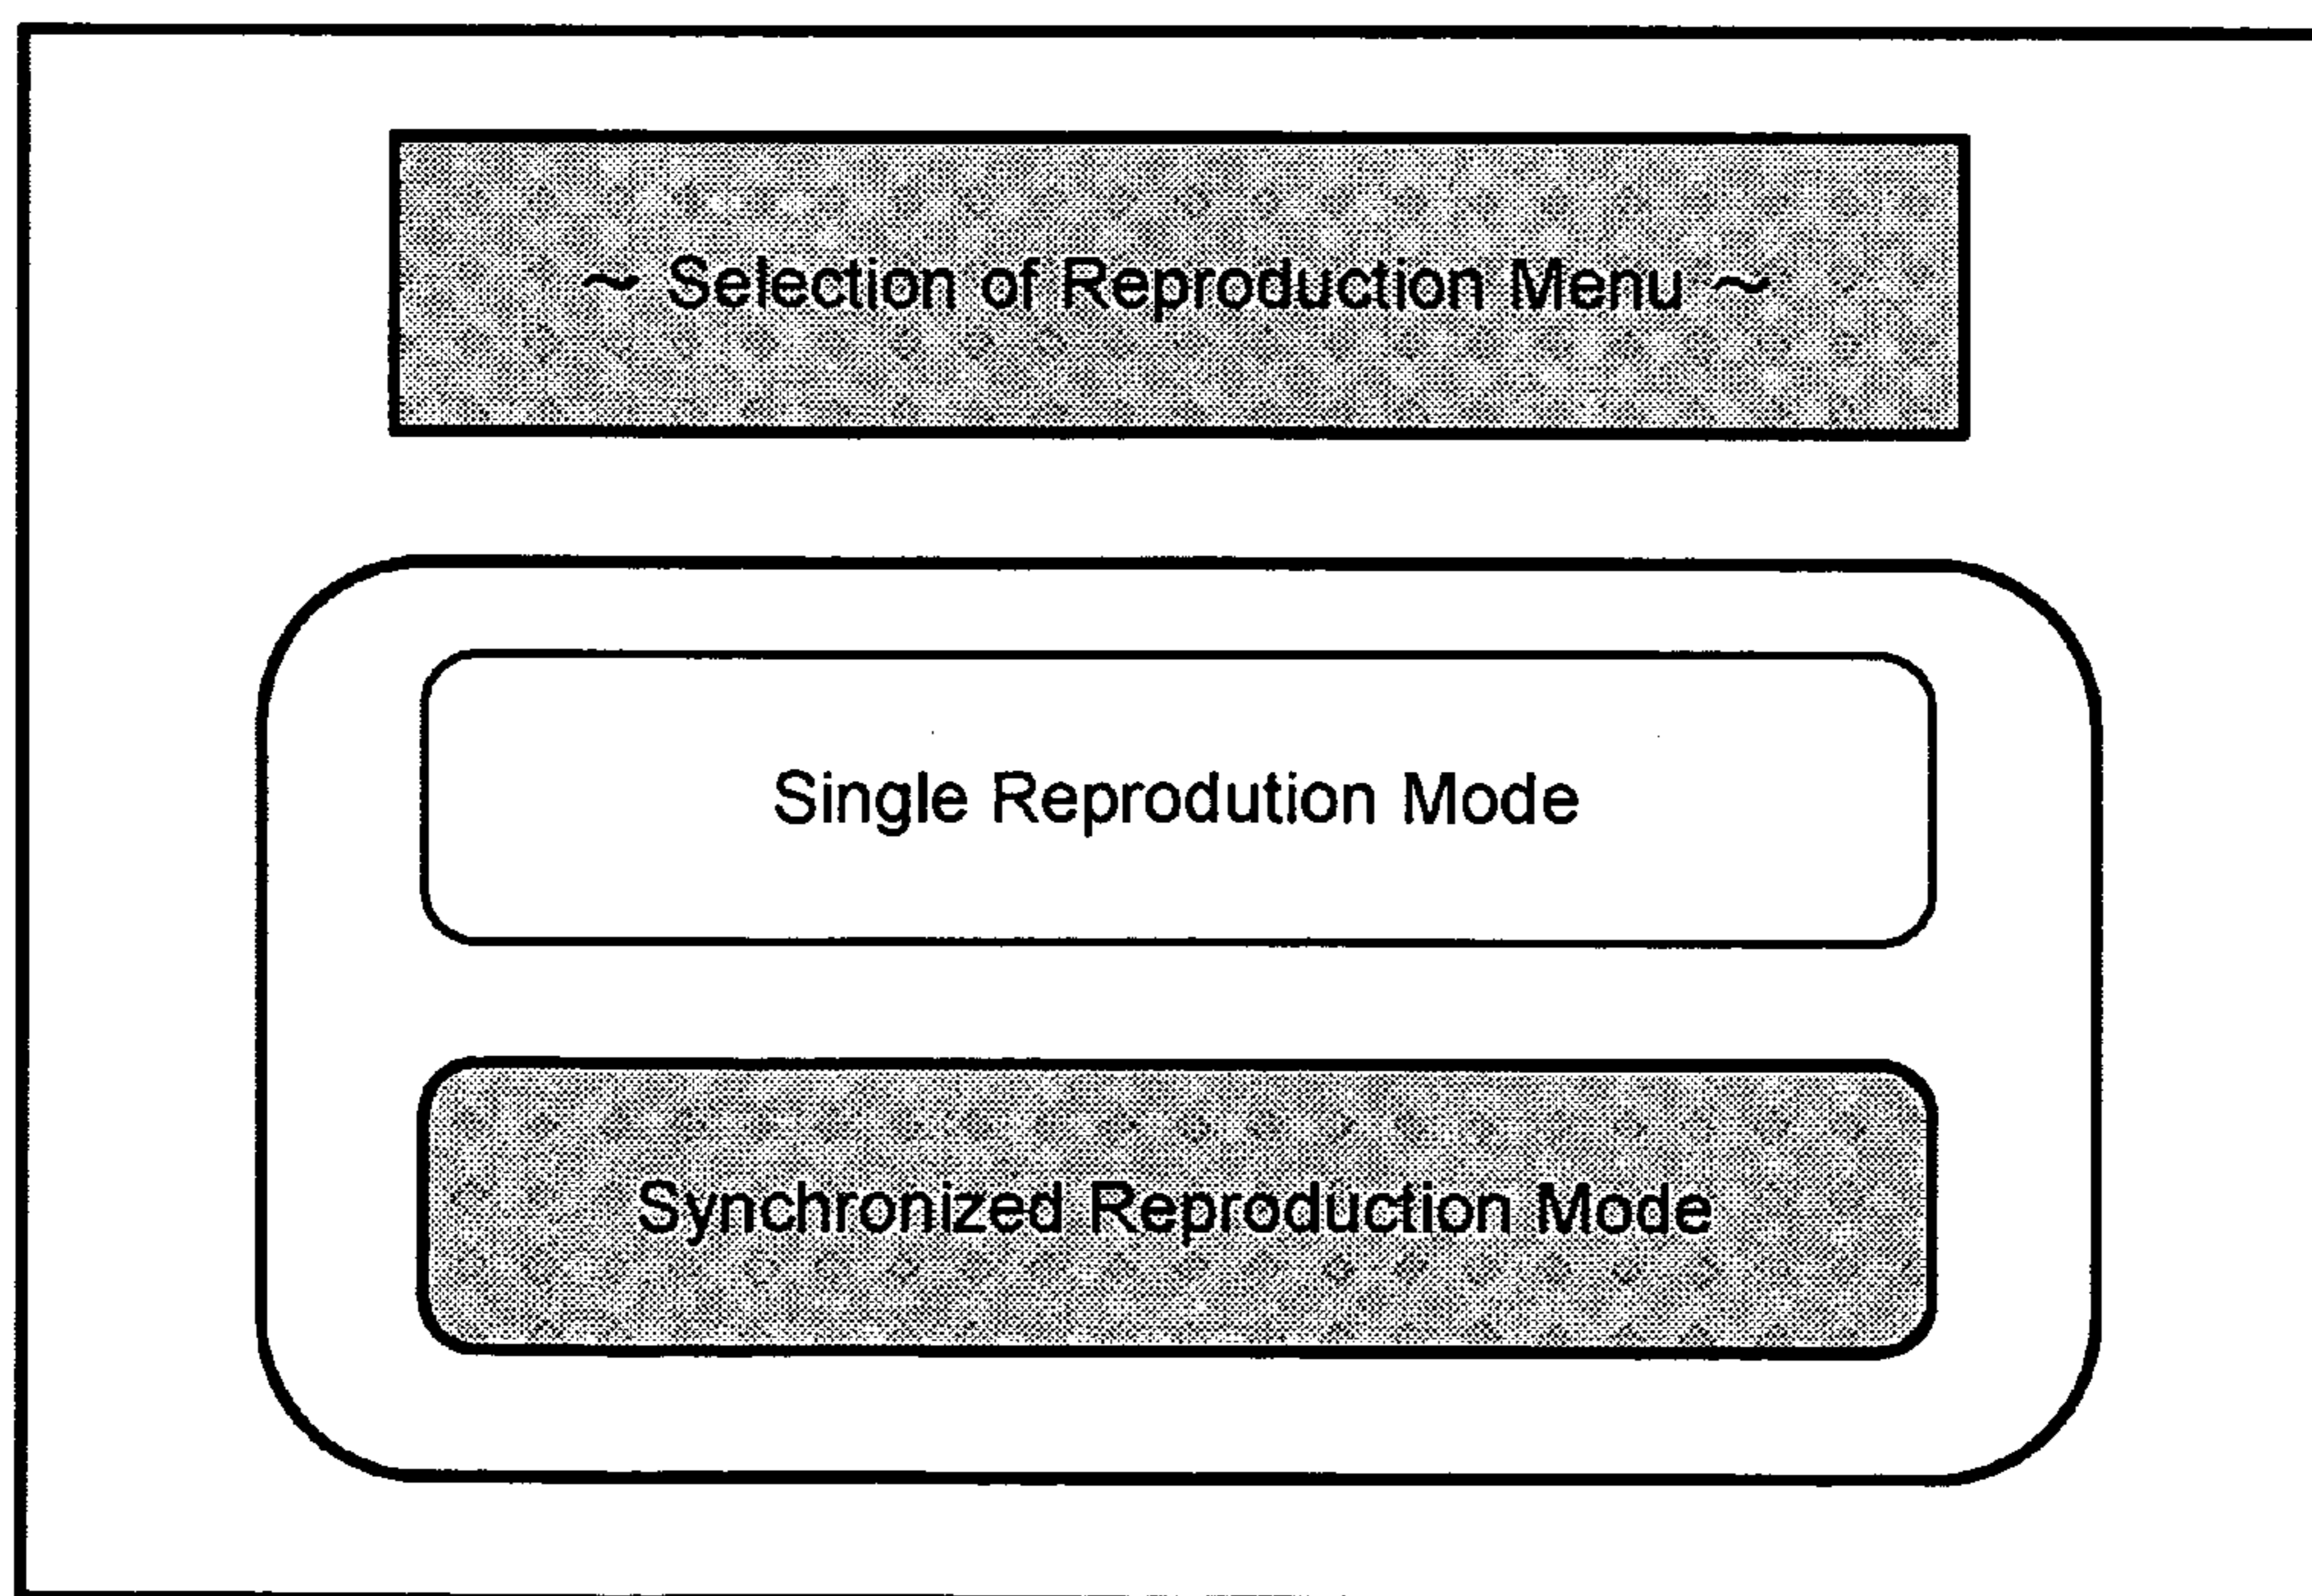 ~ Selection of Reproduction Menu ~
Single Reprodution Mode
Synchronized Reproduction Mode